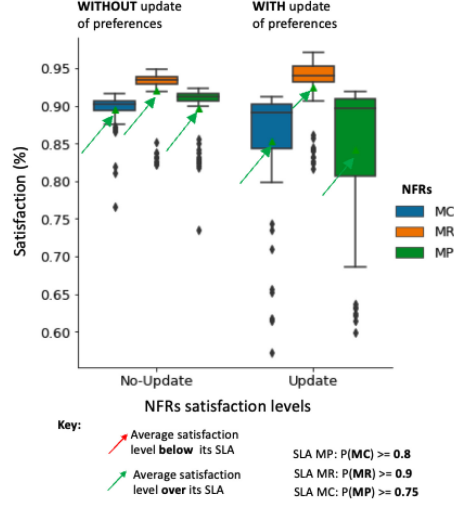 WITHOUT update
of preferences
WITH update
of preferences
0.95
0.90
0.85
0.80
0.75
0.70
0.65
0.60
Satisfaction (%)
NFRs
MC
MR
MP
No-Update
Update
NFRs satisfaction levels
Key:
Average satisfaction
level below its SLA
Average satisfaction
level over its SLA
SLA MP: P(MC) >= 0.8
SLA MR: P(MR) >= 0.9
SLA MC: P(MP) >= 0.75